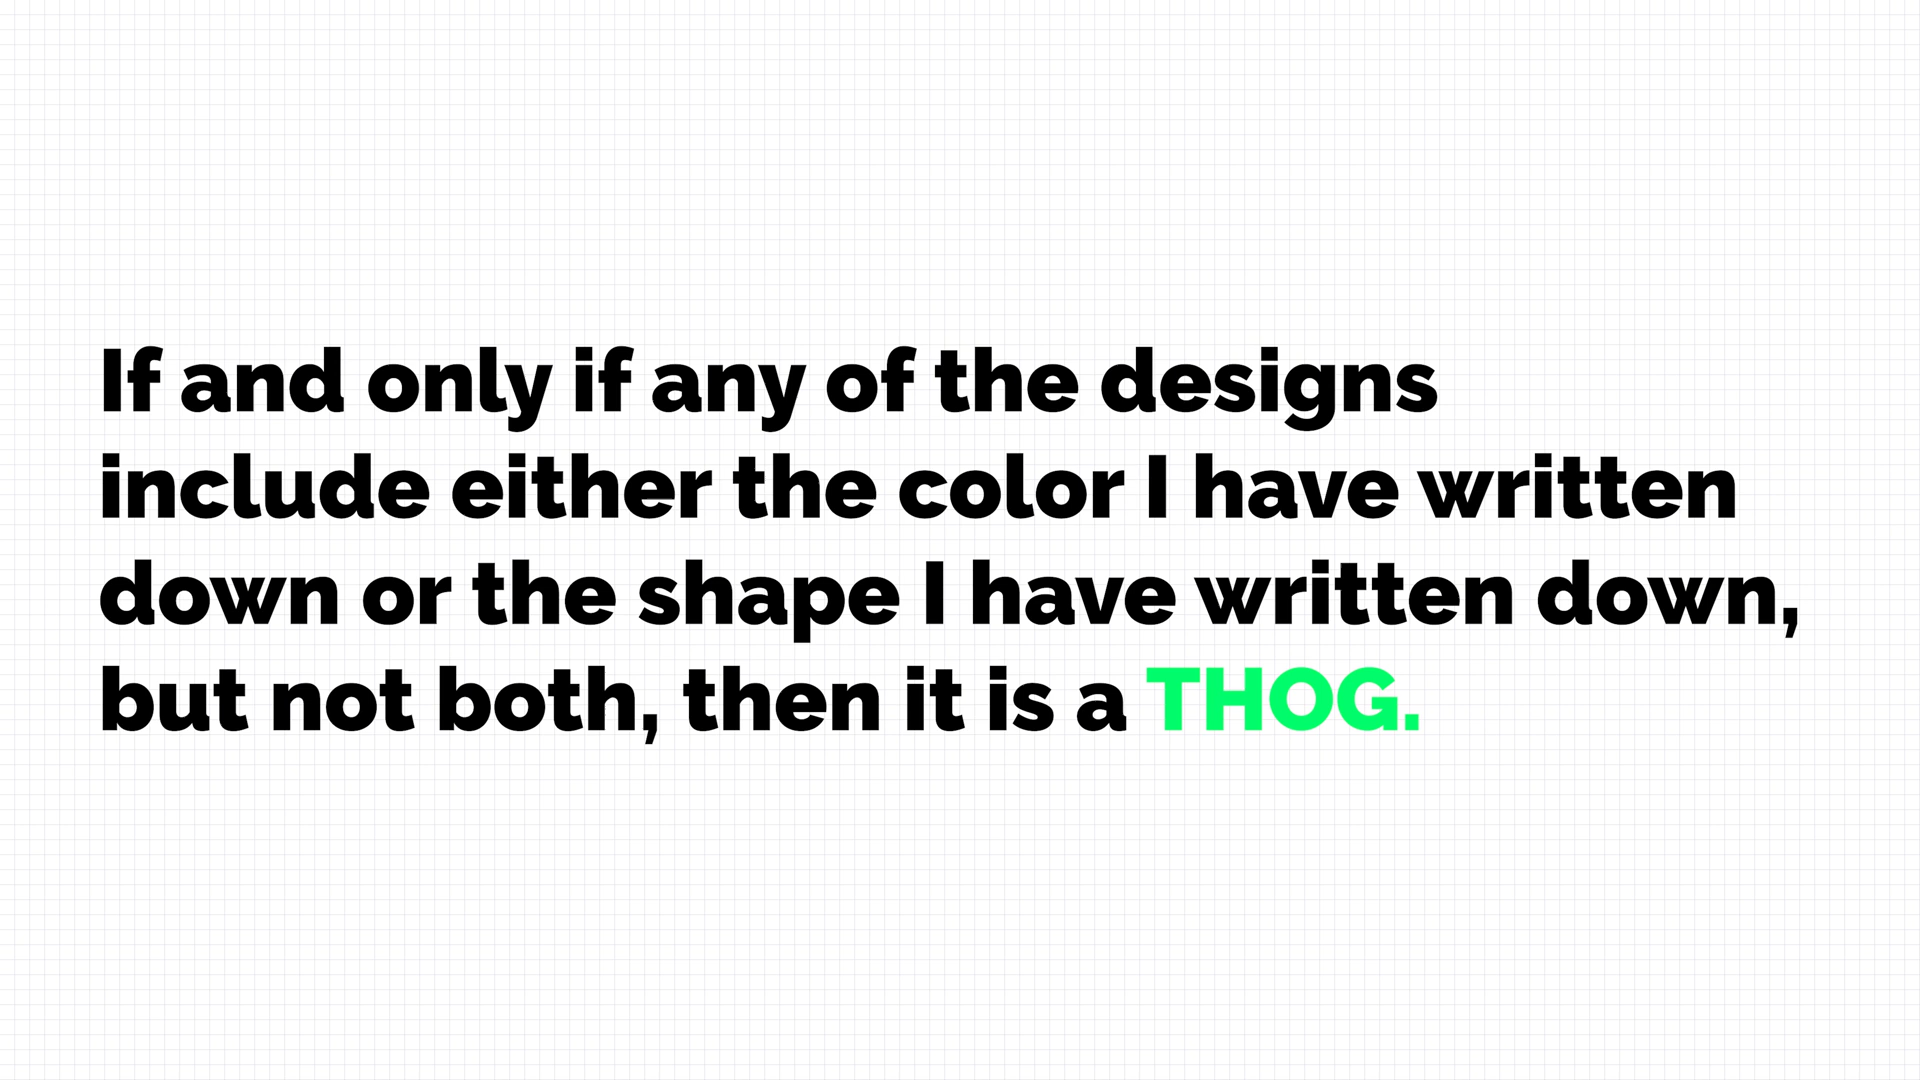 If and only if any of the designs
include either the color I have written
down or the shape I have written down,
but not both, then it is a THOG.